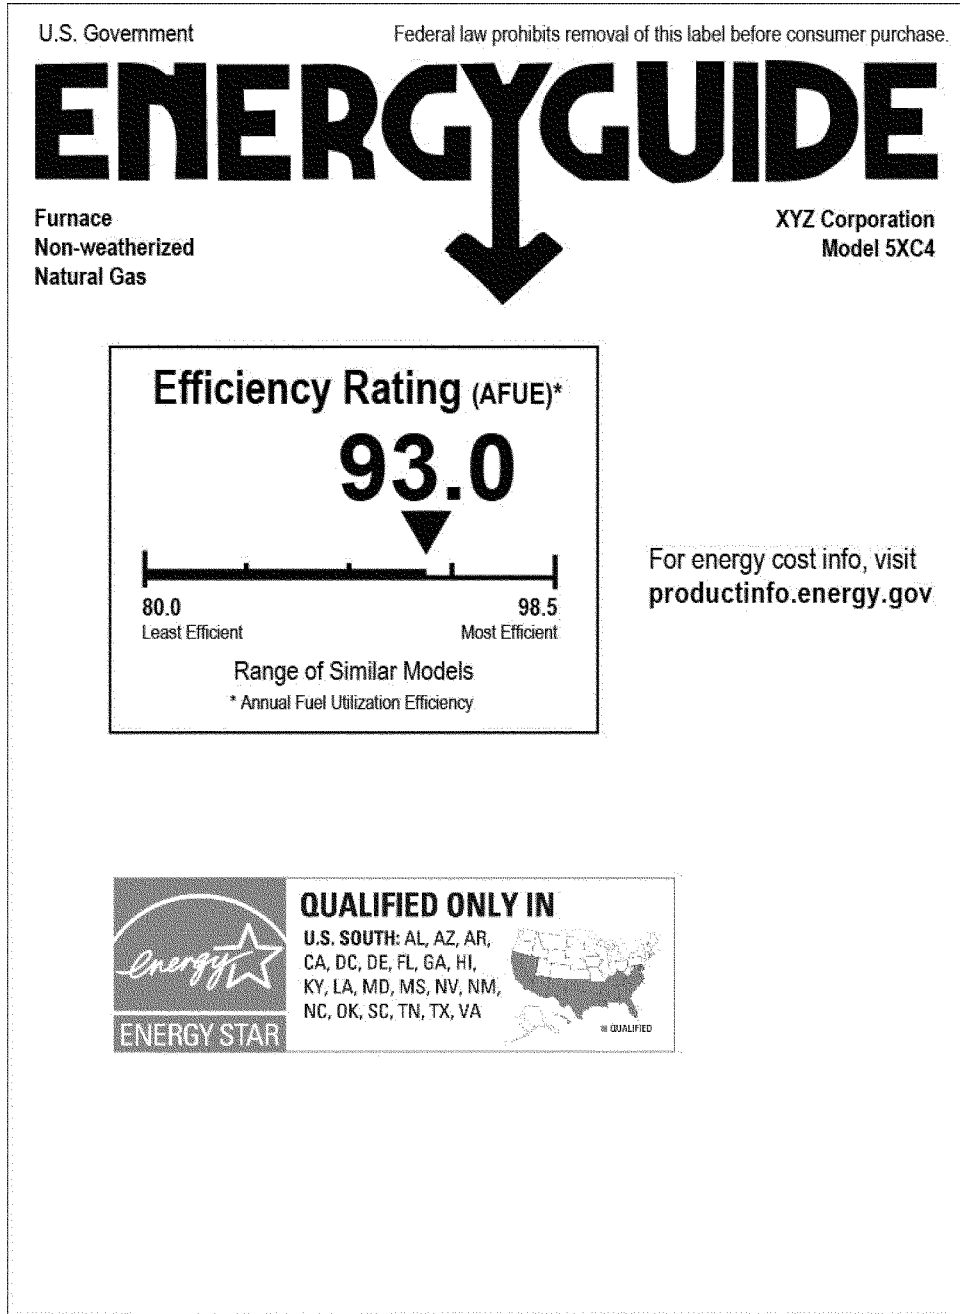 U.S. Government
Federal law prohibits removal of this label before consumer purchase.
ENERGYGUIDE
Furnace
Non-weatherized
Natural Gas
XYZ Corporation
Model 5XC4
Efficiency Rating (AFUE)*
93.0
80.0
Least Efficient
98.5
Most Efficient
Range of Similar Models
* Annual Fuel Utilization Efficiency
For energy cost info, visit
productinfo.energy.gov
energy
ENERGY STAR
QUALIFIED ONLY IN
U.S. SOUTH: AL, AZ, AR,
CA, DC, DE, FL, GA, HI,
KY, LA, MD, MS, NV, NM,
NC, OK, SC, TN, TX, VA
QUALIFIED